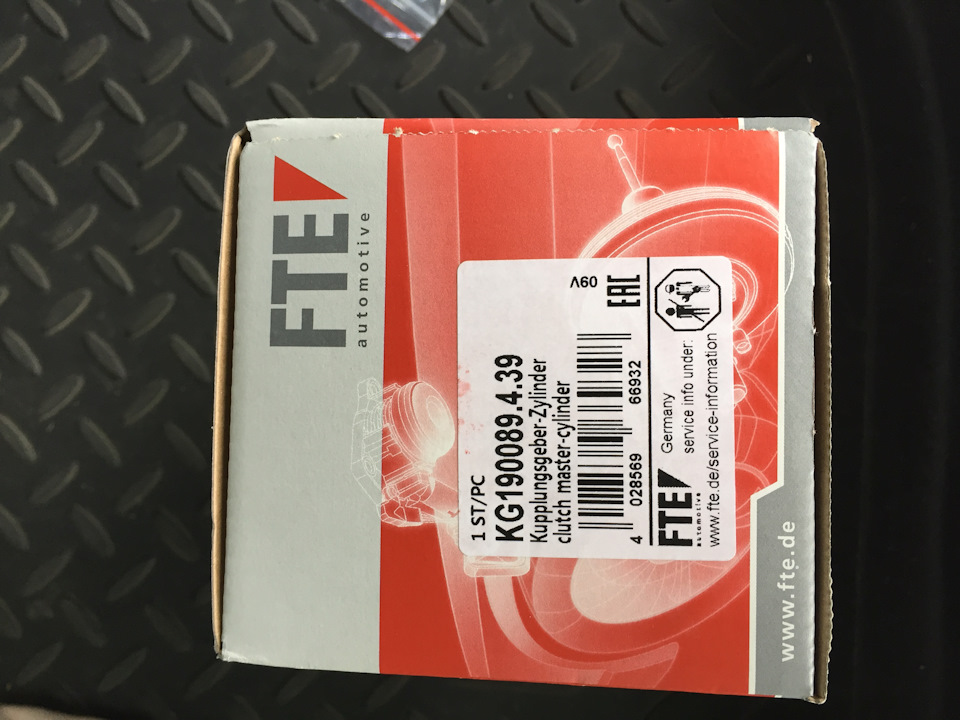 FTE
automotive
1 ST/PC
KG190089.4.39
Kupplungsgeber-Zylinder
clutch master-cylinder
V60
EAC
4 028569 66932
FTE
automotive
Germany
service info under:
www.fte.de/service-information
www.fte.de